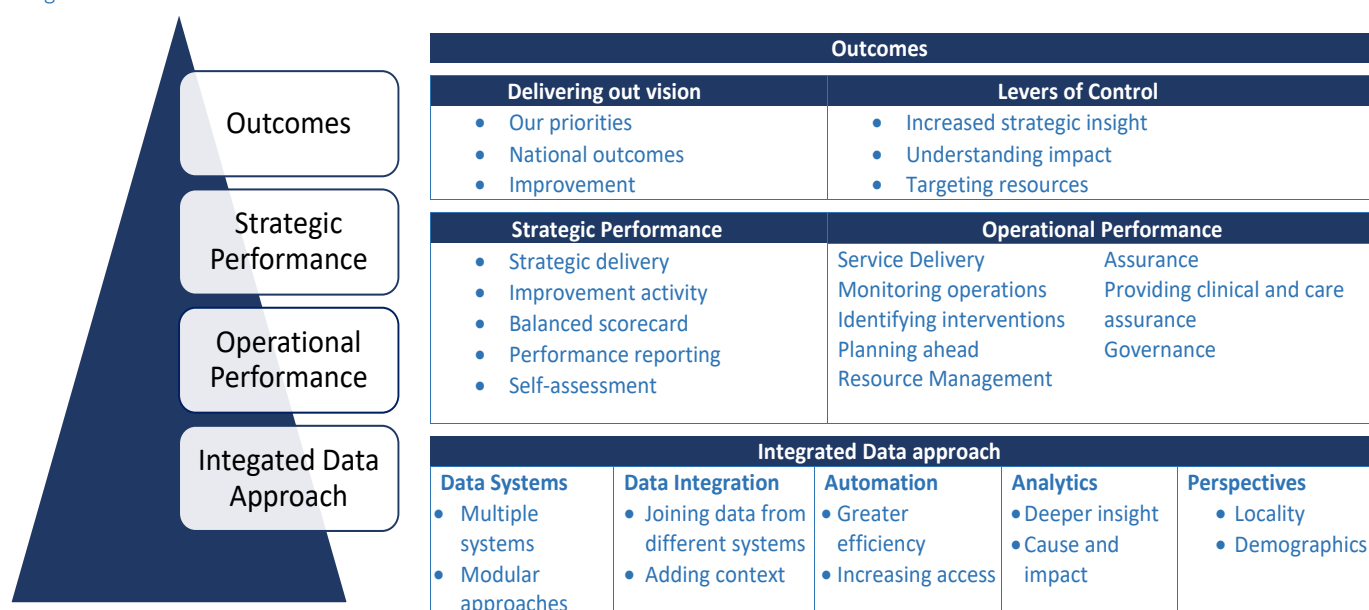 Outcomes
Strategic
Performance
Operational
Performance
Integated Data
Approach
Outcomes
Delivering out vision
• Our priorities
• National outcomes
• Improvement
Levers of Control
• Increased strategic insight
• Understanding impact
• Targeting resources
Strategic Performance
• Strategic delivery
• Improvement activity
• Balanced scorecard
• Performance reporting
• Self-assessment
Operational Performance
Service Delivery
Monitoring operations
Identifying interventions
Planning ahead
Resource Management
Assurance
Providing clinical and care
assurance
Governance
Integrated Data approach
Data Systems
• Multiple
systems
• Modular
approaches
Data Integration
• Joining data from
different systems
• Adding context
Automation
• Greater
efficiency
• Increasing access
Analytics
• Deeper insight
• Cause and
impact
Perspectives
• Locality
• Demographics